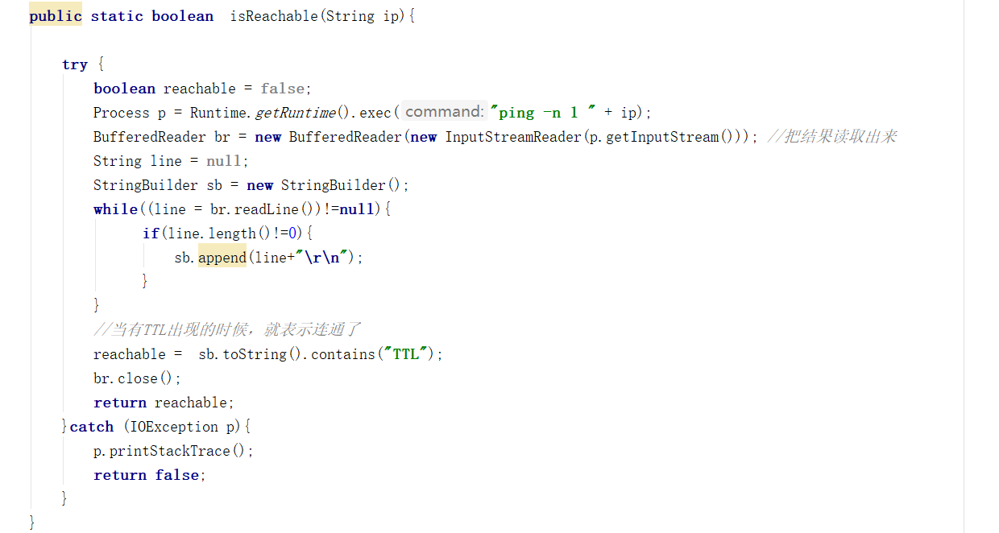 public static boolean  isReachable(String ip){
try {
boolean reachable = false;
Process p = Runtime.getRuntime().exec( command: "ping -n 1 " + ip);
BufferedReader br = new BufferedReader(new InputStreamReader(p.getInputStream())); //把结果读取出来
String line = null;
StringBuilder sb = new StringBuilder();
while((line = br.readLine())!=null){
if(line.length()!=0){
sb.append(line+"\r\n");
}
}
//当有TTL出现的时候，就表示连通了
reachable =  sb.toString().contains("TTL");
br.close();
return reachable;
}catch (IOException p){
p.printStackTrace();
return false;
}
}